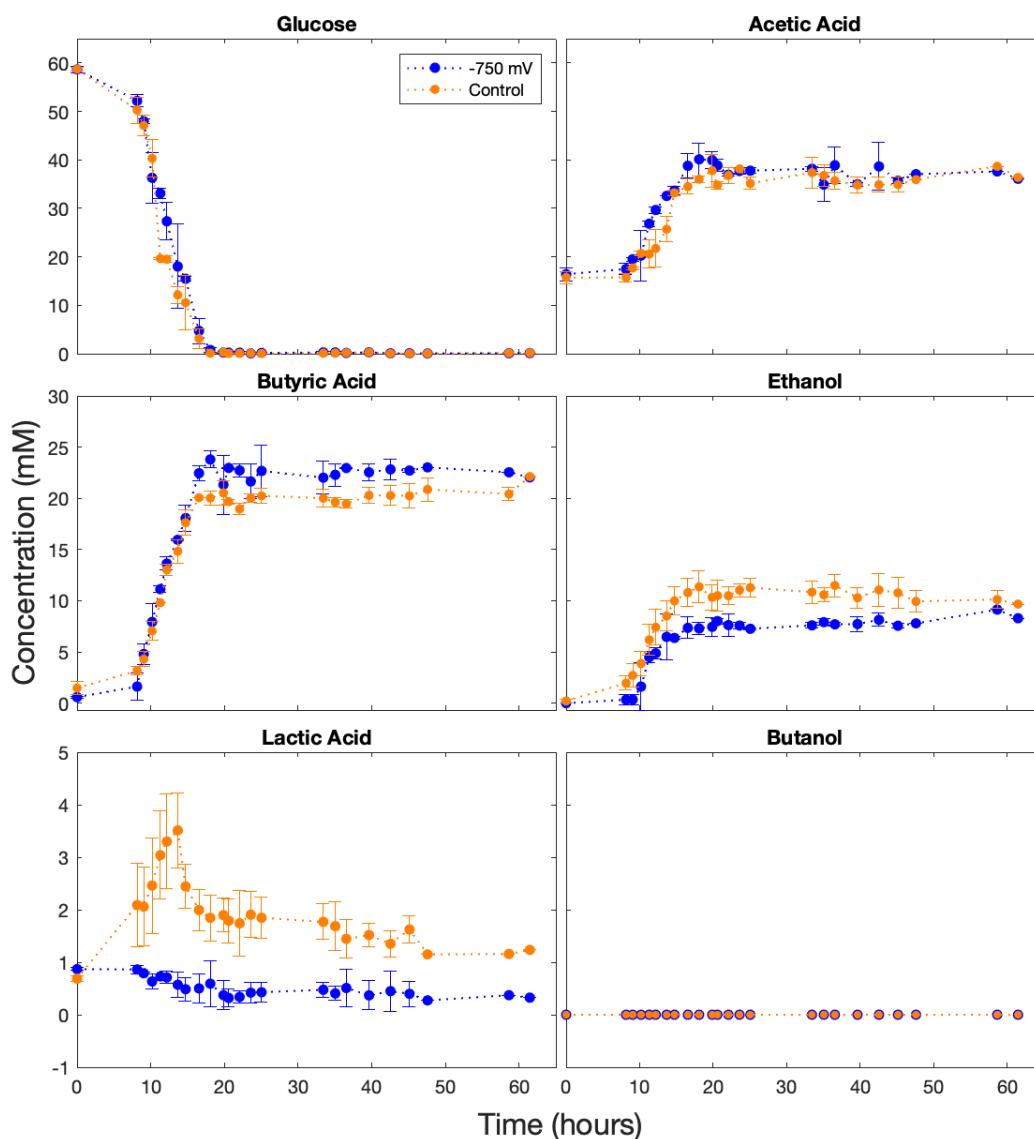 Glucose
Acetic Acid
60
50
40
30
20
10
0
-750 mV
Control
Butyric Acid
Ethanol
30
25
20
15
10
5
0
Concentration (mM)
Lactic Acid
Butanol
5
4
3
2
1
0
-1
0 10 20 30 40 50 60
0 10 20 30 40 50 60
Time (hours)